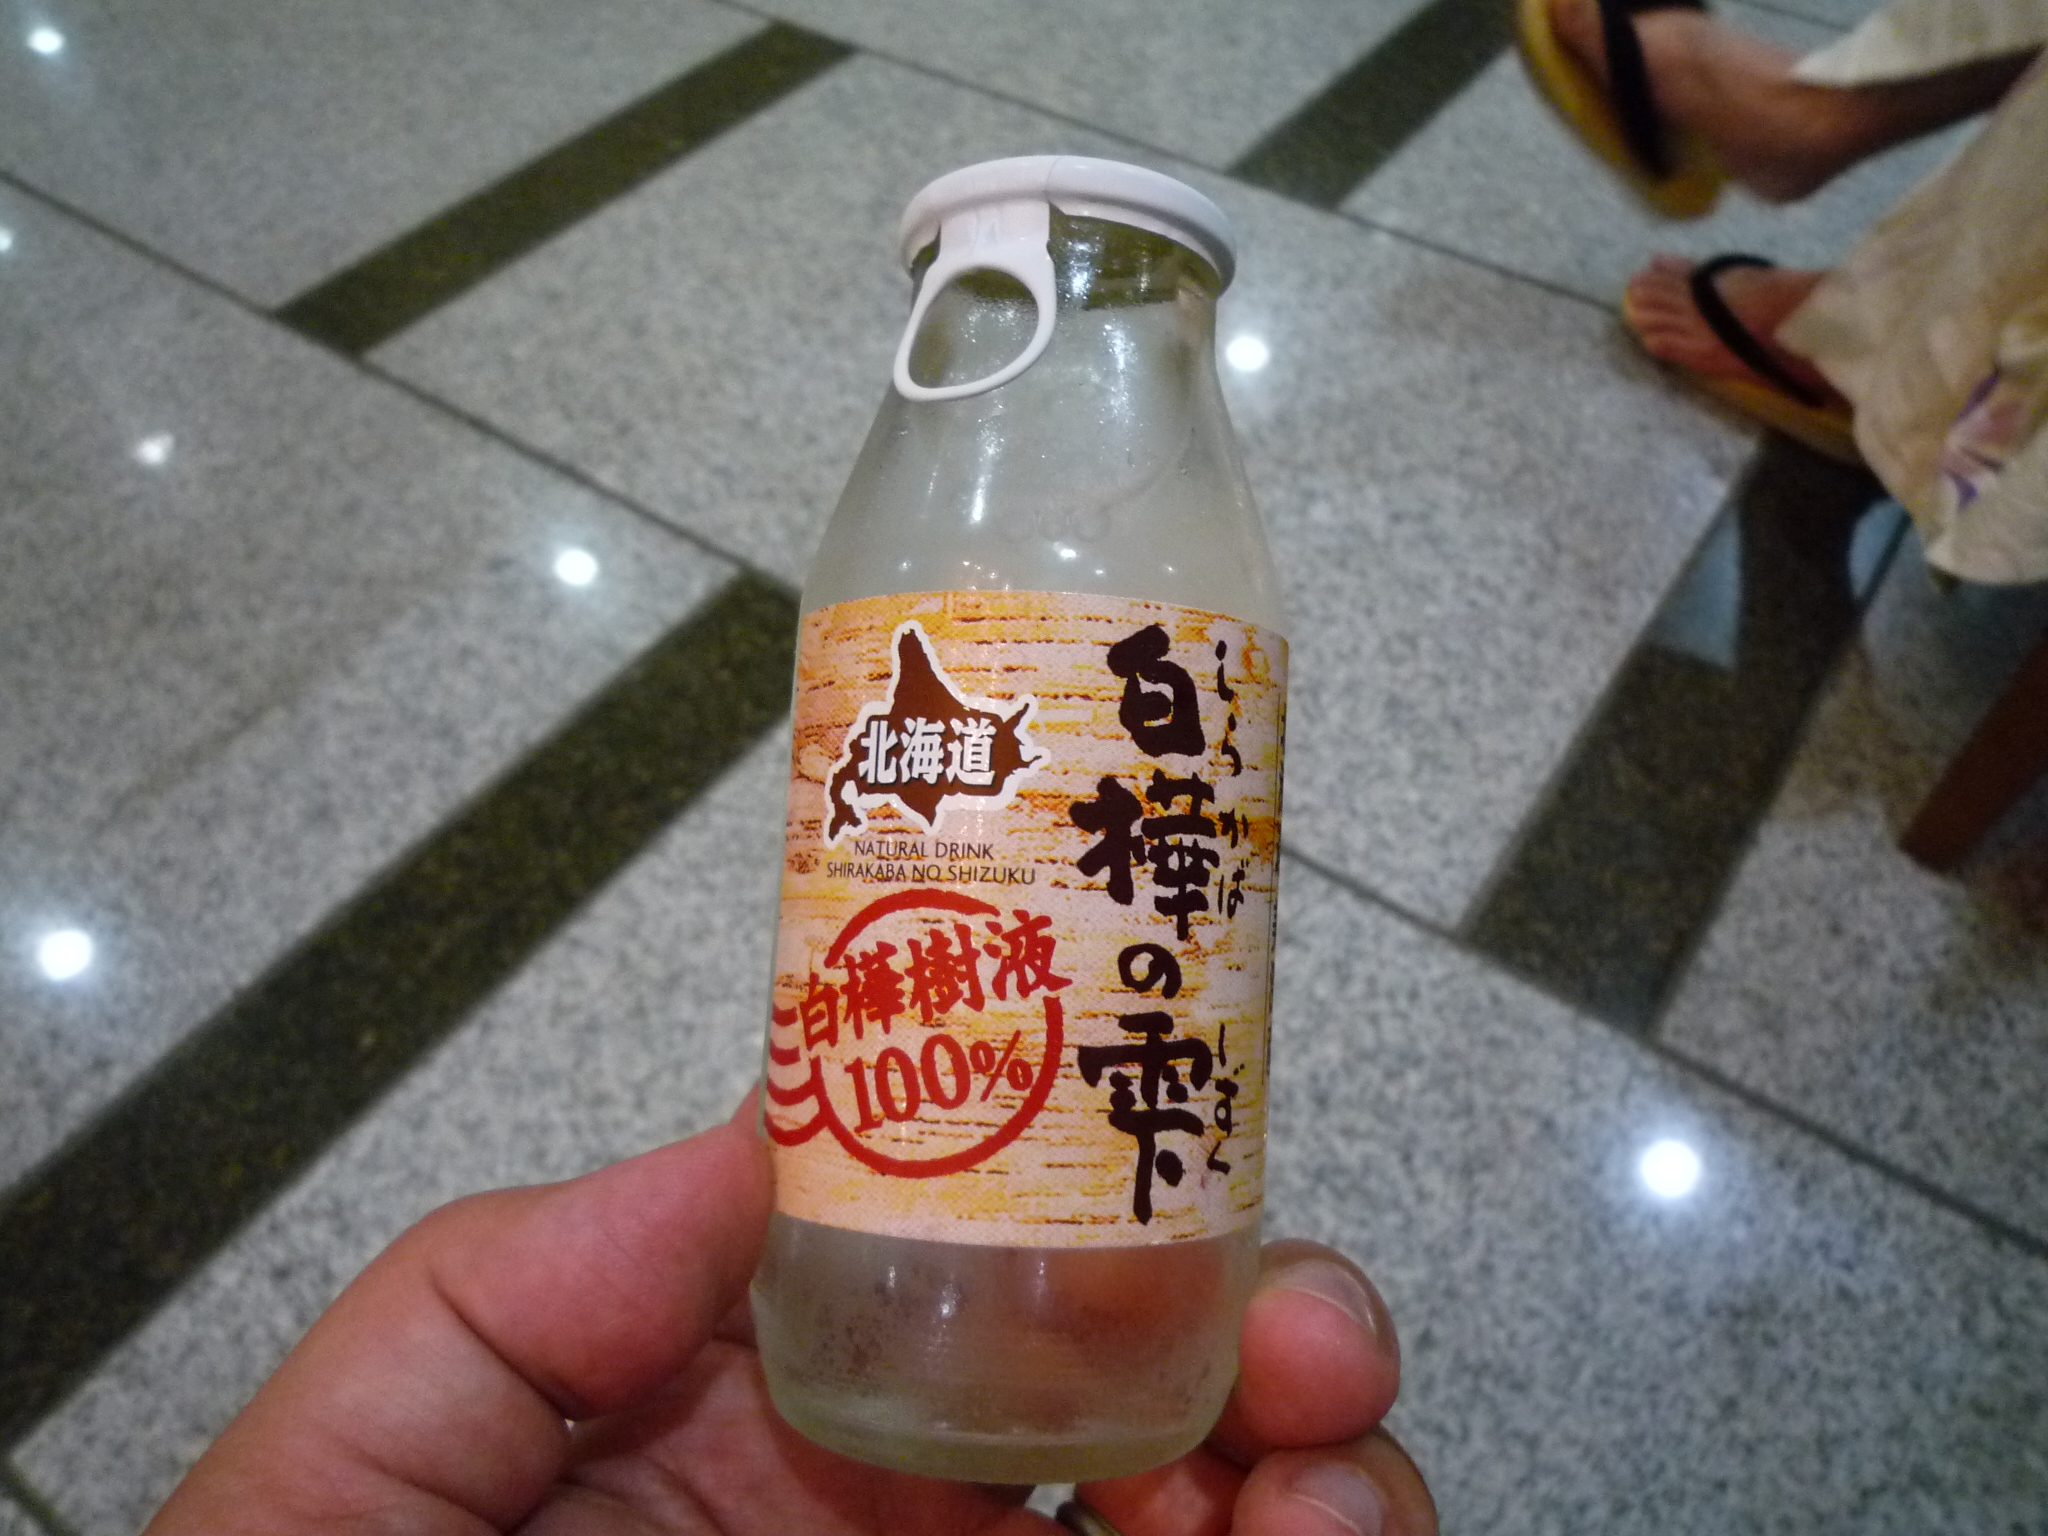 北海道
NATURAL DRINK
SHIRAKABA NO SHIZUKU
白樺樹液
100%
白樺の雫
しらかば しずく